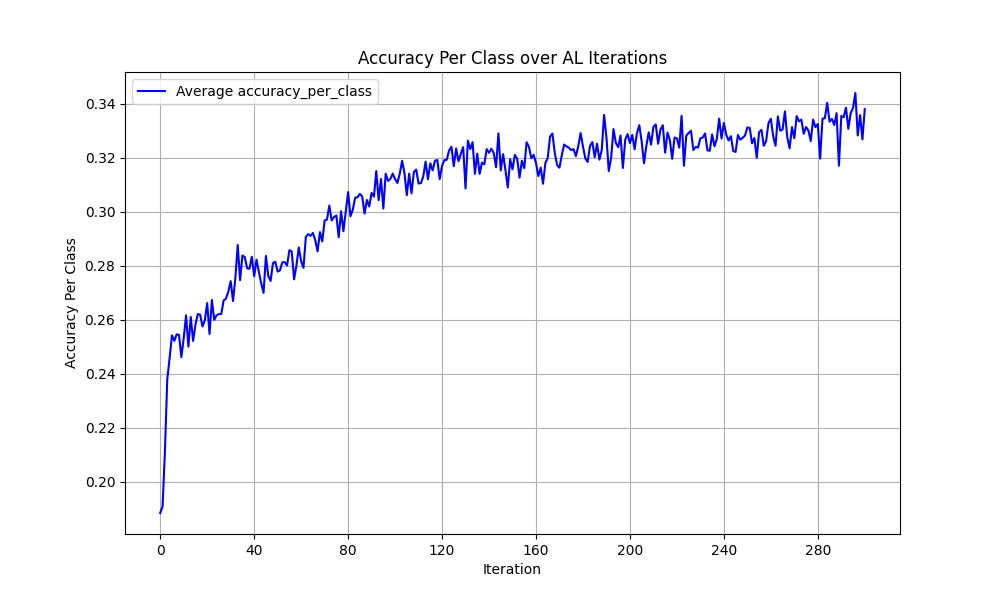 Accuracy Per Class over AL Iterations
Average accuracy_per_class
Accuracy Per Class
0.34
0.32
0.30
0.28
0.26
0.24
0.22
0.20
0 40 80 120 160 200 240 280
Iteration